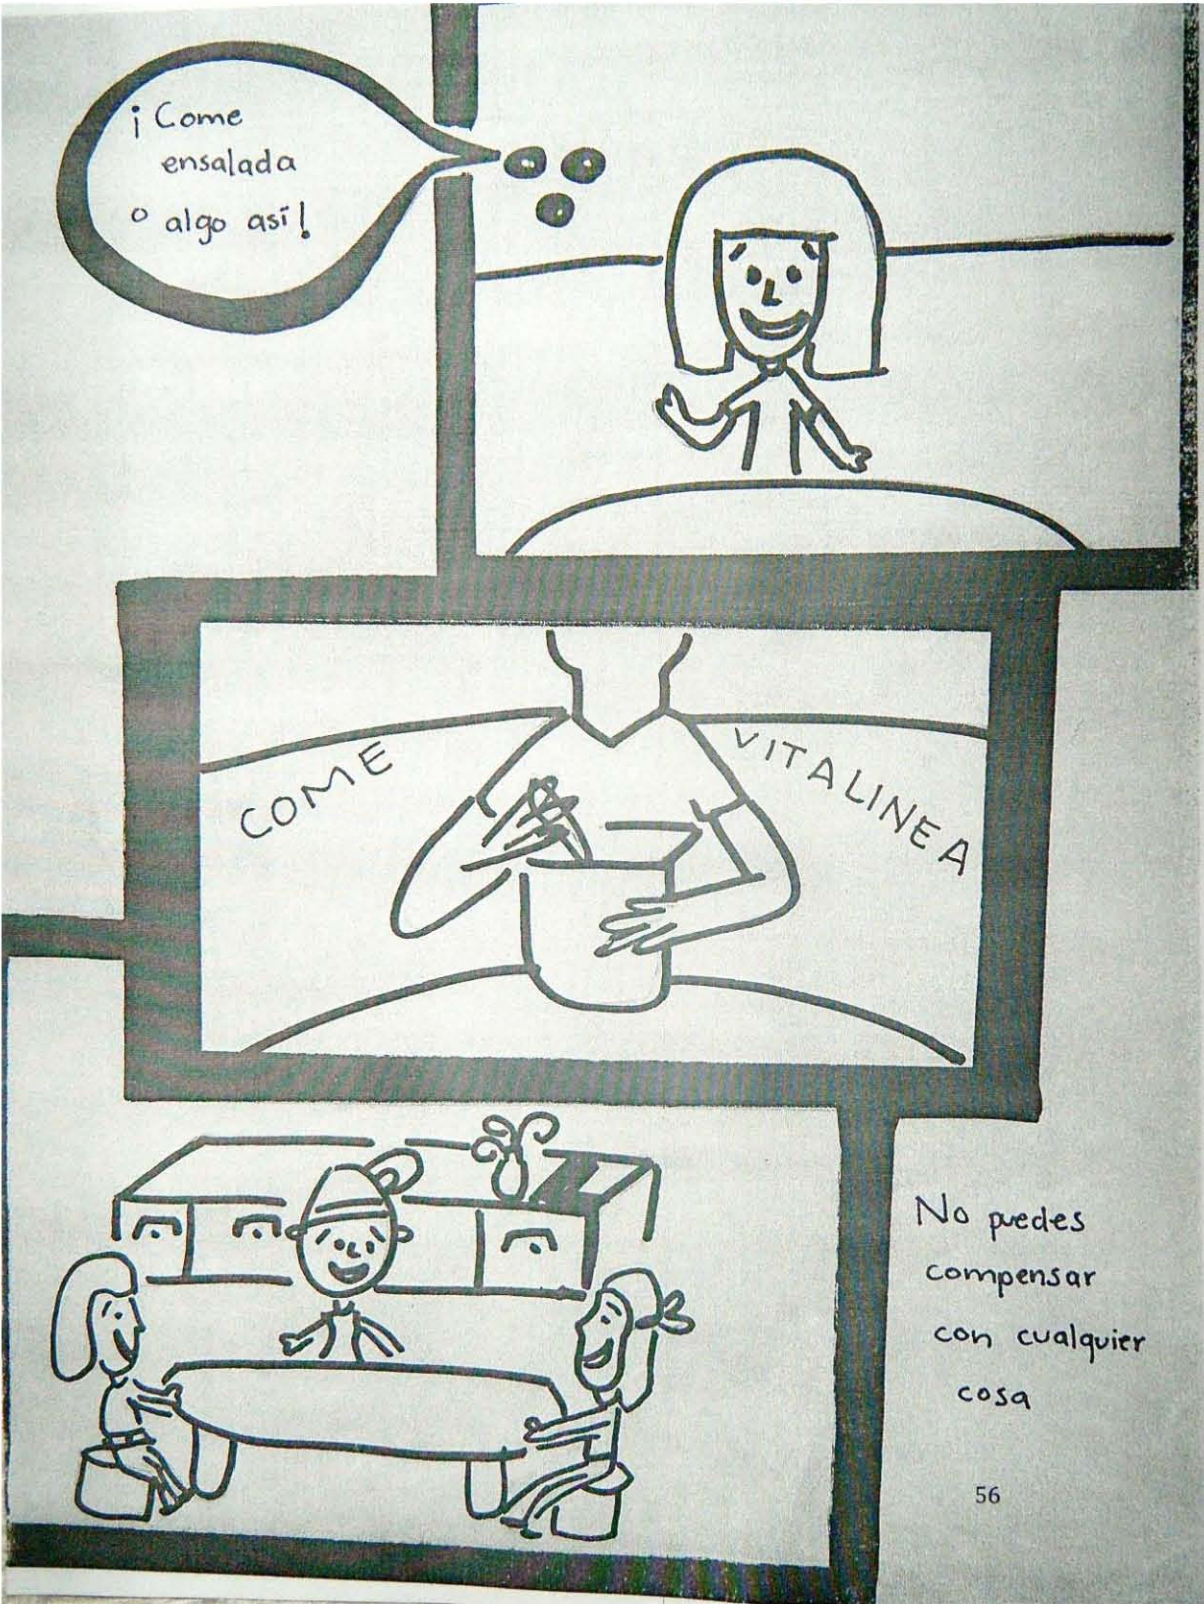 ¡Come
ensalada
o algo así!
COME VITALINEA
No puedes
compensar
con cualquier
cosa
56